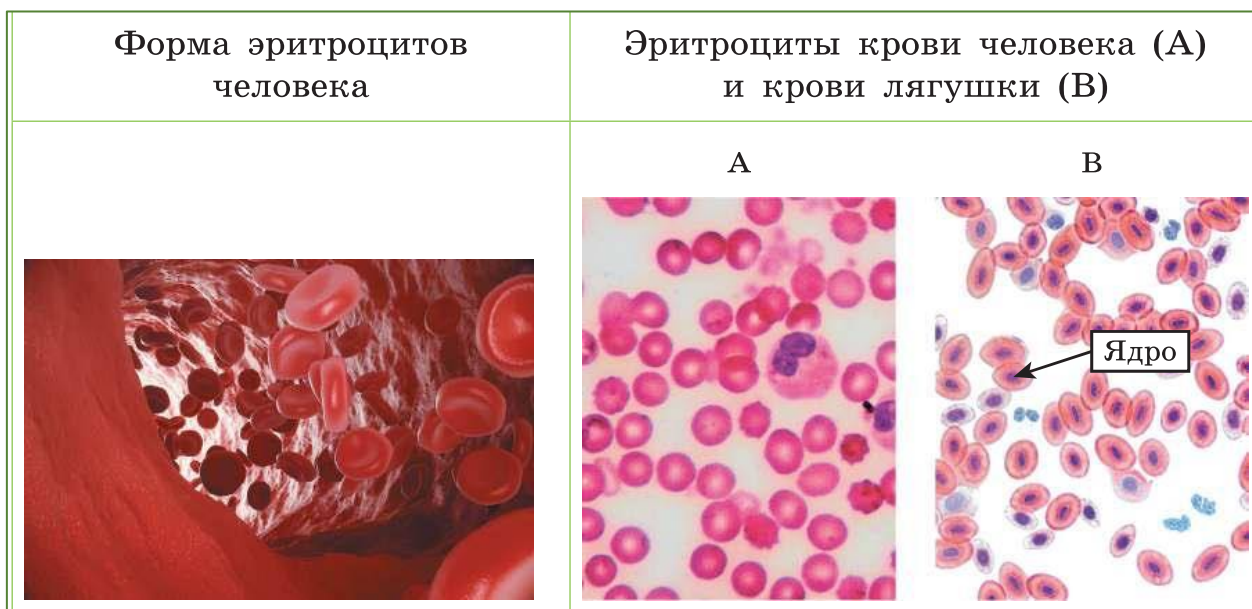 Форма эритроцитов
человека
Эритроциты крови человека (А)
и крови лягушки (В)
А
В
Ядро